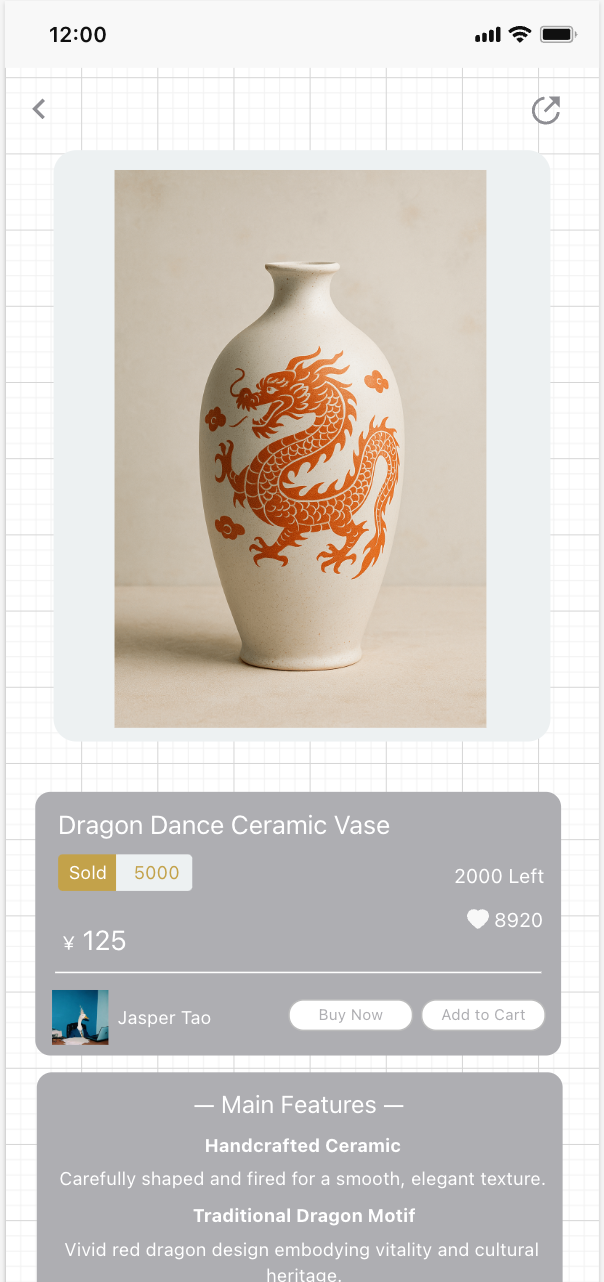 12:00
Dragon Dance Ceramic Vase
Sold 5000
2000 Left
8920
¥ 125
Jasper Tao
Buy Now
Add to Cart
— Main Features —
Handcrafted Ceramic
Carefully shaped and fired for a smooth, elegant texture.
Traditional Dragon Motif
Vivid red dragon design embodying vitality and cultural
heritage.